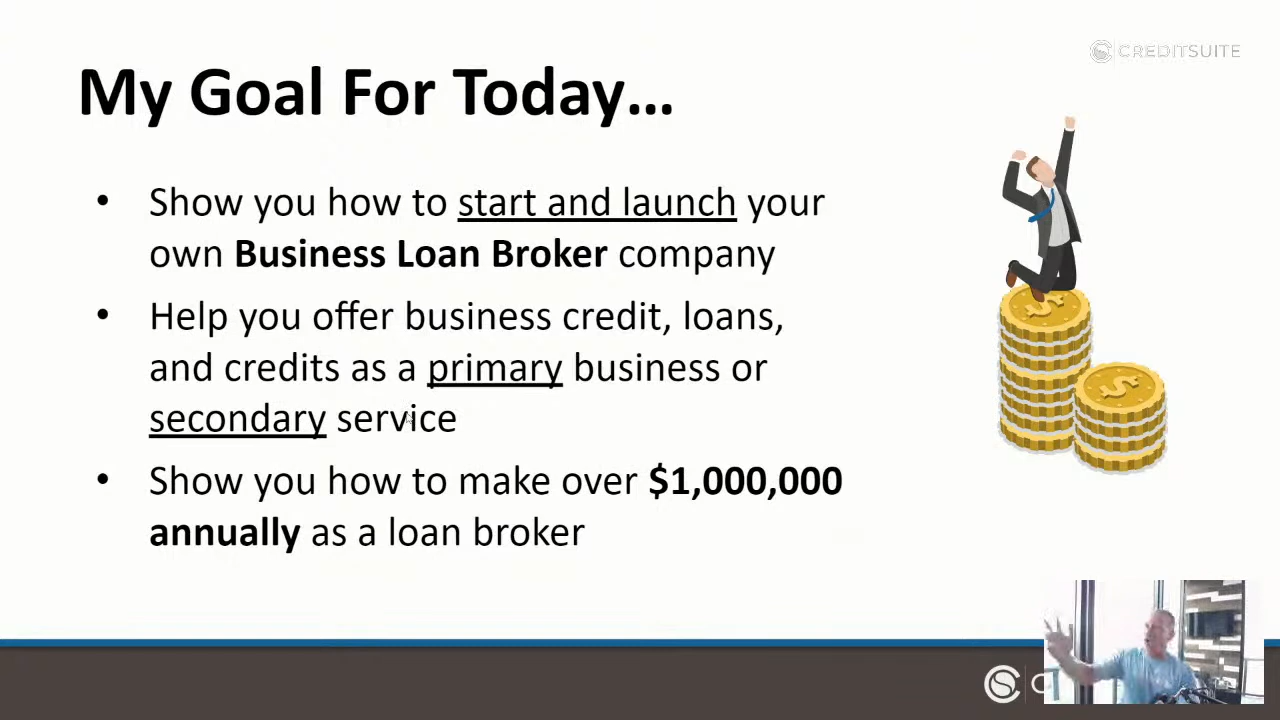 CREDITSUITE
My Goal For Today...
• Show you how to start and launch your
own Business Loan Broker company
• Help you offer business credit, loans,
and credits as a primary business or
secondary service
• Show you how to make over $1,000,000
annually as a loan broker